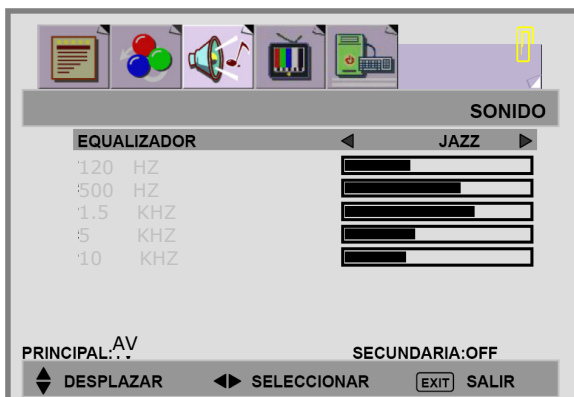 SONIDO
EQUALIZADOR JAZZ
120 HZ
500 HZ
1.5 KHZ
5 KHZ
10 KHZ
PRINCIPAL:AV SECUNDARIA:OFF
DESPLAZAR SELECCIONAR EXIT SALIR